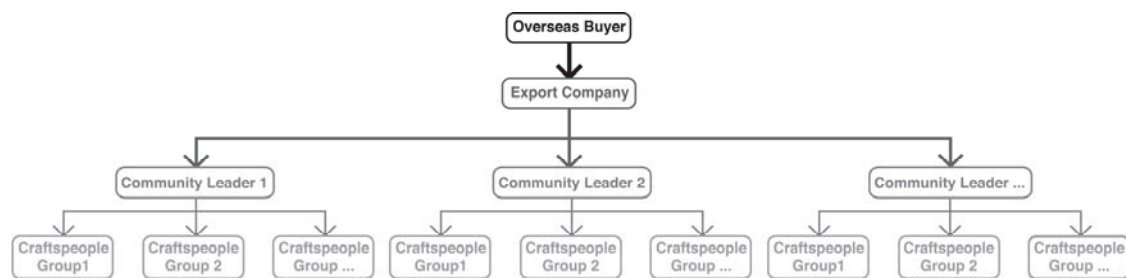 Overseas Buyer
Export Company
Community Leader 1
Community Leader 2
Community Leader ...
Craftspeople
Group1
Craftspeople
Group 2
Craftspeople
Group ...
Craftspeople
Group1
Craftspeople
Group 2
Craftspeople
Group ...
Craftspeople
Group1
Craftspeople
Group 2
Craftspeople
Group ...